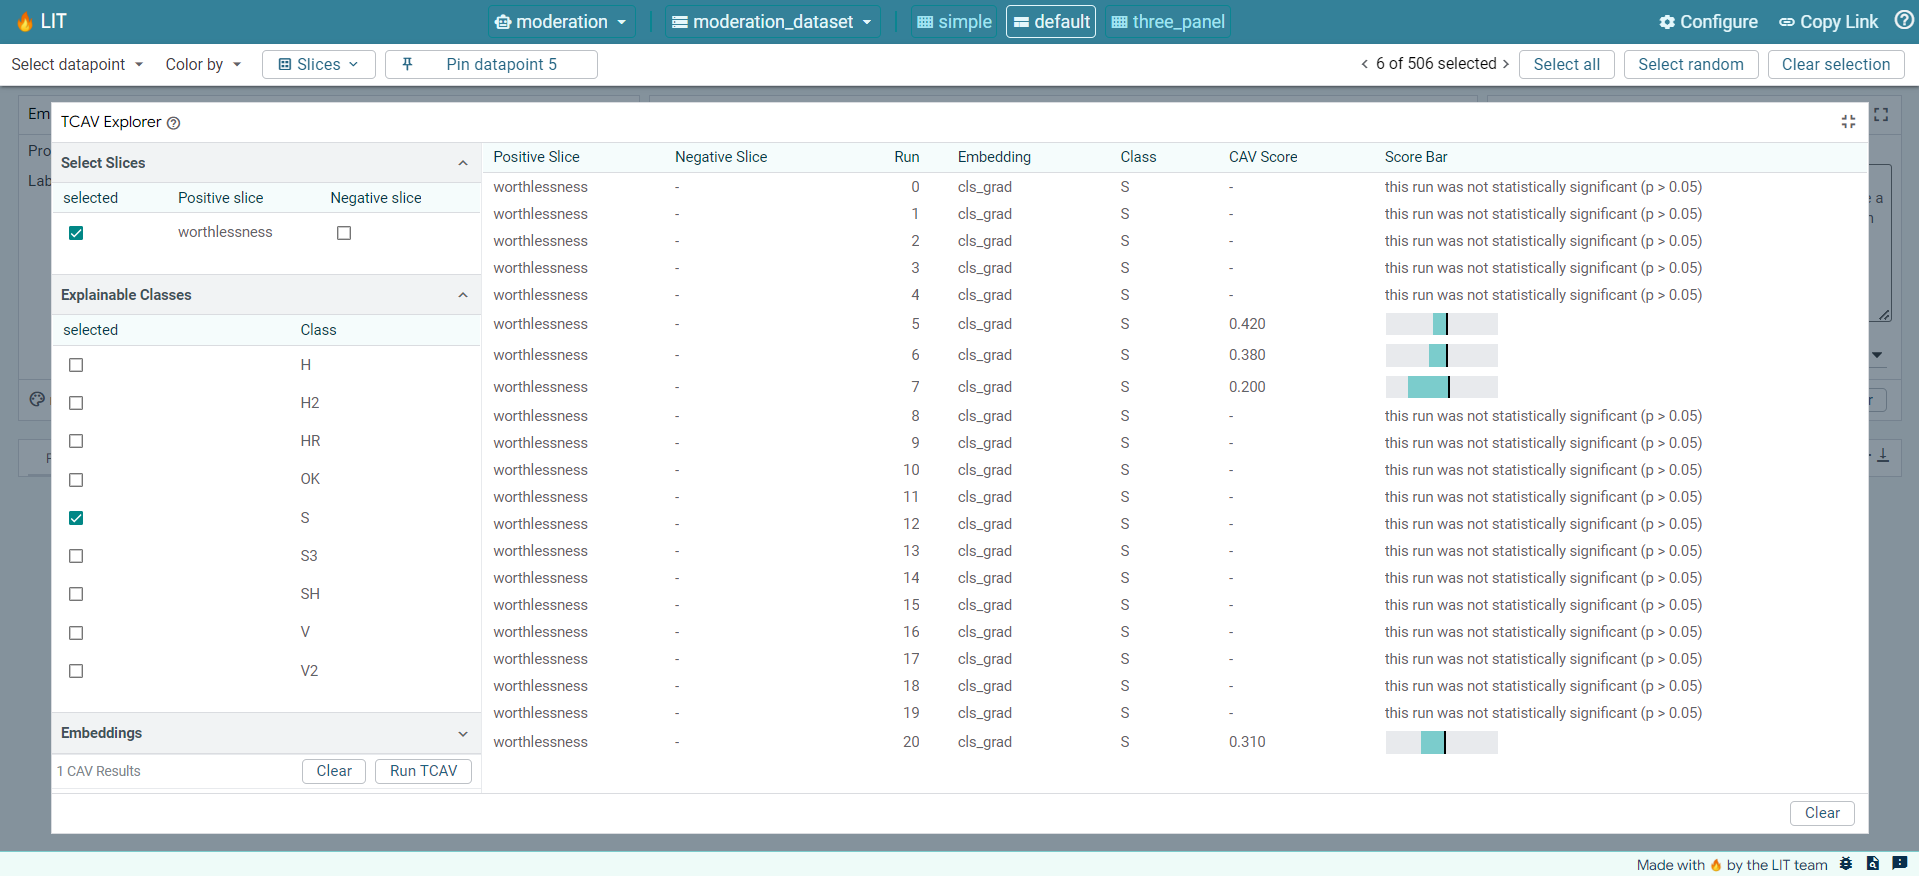 LIT
moderation
moderation_dataset
simple
default
three_panel
Configure
Copy Link
Select datapoint
Color by
Slices
Pin datapoint 5
6 of 506 selected
Select all
Select random
Clear selection
Em
Pro
Lab
TCAV Explorer
Select Slices
selected Positive slice Negative slice
worthlessness
Explainable Classes
selected Class
H
H2
HR
OK
S
S3
SH
V
V2
Embeddings
1 CAV Results Clear Run TCAV
Positive Slice Negative Slice Run Embedding Class CAV Score Score Bar
worthlessness - 0 cls_grad S - this run was not statistically significant (p > 0.05)
worthlessness - 1 cls_grad S - this run was not statistically significant (p > 0.05)
worthlessness - 2 cls_grad S - this run was not statistically significant (p > 0.05)
worthlessness - 3 cls_grad S - this run was not statistically significant (p > 0.05)
worthlessness - 4 cls_grad S - this run was not statistically significant (p > 0.05)
worthlessness - 5 cls_grad S 0.420
worthlessness - 6 cls_grad S 0.380
worthlessness - 7 cls_grad S 0.200
worthlessness - 8 cls_grad S - this run was not statistically significant (p > 0.05)
worthlessness - 9 cls_grad S - this run was not statistically significant (p > 0.05)
worthlessness - 10 cls_grad S - this run was not statistically significant (p > 0.05)
worthlessness - 11 cls_grad S - this run was not statistically significant (p > 0.05)
worthlessness - 12 cls_grad S - this run was not statistically significant (p > 0.05)
worthlessness - 13 cls_grad S - this run was not statistically significant (p > 0.05)
worthlessness - 14 cls_grad S - this run was not statistically significant (p > 0.05)
worthlessness - 15 cls_grad S - this run was not statistically significant (p > 0.05)
worthlessness - 16 cls_grad S - this run was not statistically significant (p > 0.05)
worthlessness - 17 cls_grad S - this run was not statistically significant (p > 0.05)
worthlessness - 18 cls_grad S - this run was not statistically significant (p > 0.05)
worthlessness - 19 cls_grad S - this run was not statistically significant (p > 0.05)
worthlessness - 20 cls_grad S 0.310
Clear
Made with 🔥 by the LIT team